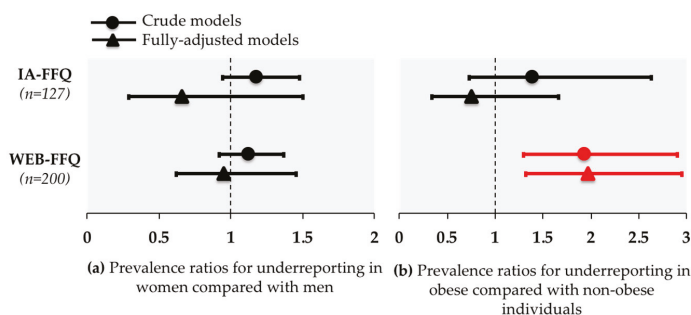 Crude models
Fully-adjusted models
IA-FFQ
(n=127)
WEB-FFQ
(n=200)
0 0.5 1 1.5 2
0 0.5 1 1.5 2 2.5 3
(a) Prevalence ratios for underreporting in
women compared with men
(b) Prevalence ratios for underreporting in
obese compared with non-obese
individuals